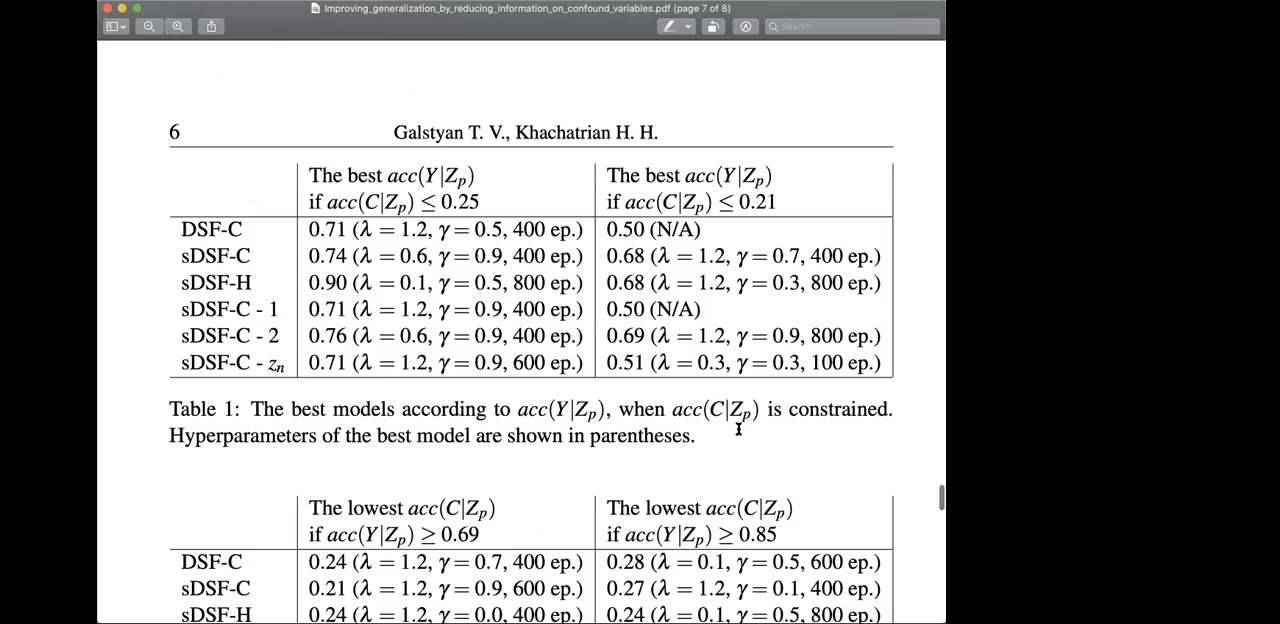 Improving_generalization_by_reducing_information_on_confound_variables.pdf (page 7 of 8)
Search
6 Galstyan T. V., Khachatrian H. H.
The best acc(Y|Zp) The best acc(Y|Zp)
if acc(C|Zp) ≤ 0.25 if acc(C|Zp) ≤ 0.21
DSF-C 0.71 (λ = 1.2, γ = 0.5, 400 ep.) 0.50 (N/A)
sDSF-C 0.74 (λ = 0.6, γ = 0.9, 400 ep.) 0.68 (λ = 1.2, γ = 0.7, 400 ep.)
sDSF-H 0.90 (λ = 0.1, γ = 0.5, 800 ep.) 0.68 (λ = 1.2, γ = 0.3, 800 ep.)
sDSF-C - 1 0.71 (λ = 1.2, γ = 0.9, 400 ep.) 0.50 (N/A)
sDSF-C - 2 0.76 (λ = 0.6, γ = 0.9, 400 ep.) 0.69 (λ = 1.2, γ = 0.9, 800 ep.)
sDSF-C - zn 0.71 (λ = 1.2, γ = 0.9, 600 ep.) 0.51 (λ = 0.3, γ = 0.3, 100 ep.)
Table 1: The best models according to acc(Y|Zp), when acc(C|Zp) is constrained.
Hyperparameters of the best model are shown in parentheses.
The lowest acc(C|Zp) The lowest acc(C|Zp)
if acc(Y|Zp) ≥ 0.69 if acc(Y|Zp) ≥ 0.85
DSF-C 0.24 (λ = 1.2, γ = 0.7, 400 ep.) 0.28 (λ = 0.1, γ = 0.5, 600 ep.)
sDSF-C 0.21 (λ = 1.2, γ = 0.9, 600 ep.) 0.27 (λ = 1.2, γ = 0.1, 400 ep.)
sDSF-H 0.24 (λ = 1.2, γ = 0.0, 400 ep.) 0.24 (λ = 0.1, γ = 0.5, 800 ep.)